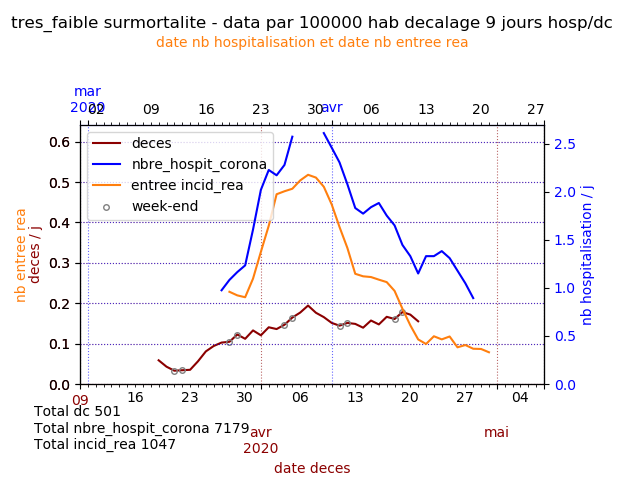 tres_faible surmortalite - data par 100000 hab decalage 9 jours hosp/dc
date nb hospitalisation et date nb entree rea
mar
2020
02 09 16 23 30 avr 06 13 20 27
deces
nbre_hospit_corona
entree incid_rea
week-end
0.6
0.5
0.4
0.3
0.2
0.1
0.0
nb entree rea
deces / j
2.5
2.0
1.5
1.0
0.5
0.0
nb hospitalisation / j
09 16 23 30 06 13 20 27 04
avr
2020
mai
Total dc 501
Total nbre_hospit_corona 7179
Total incid_rea 1047
date deces